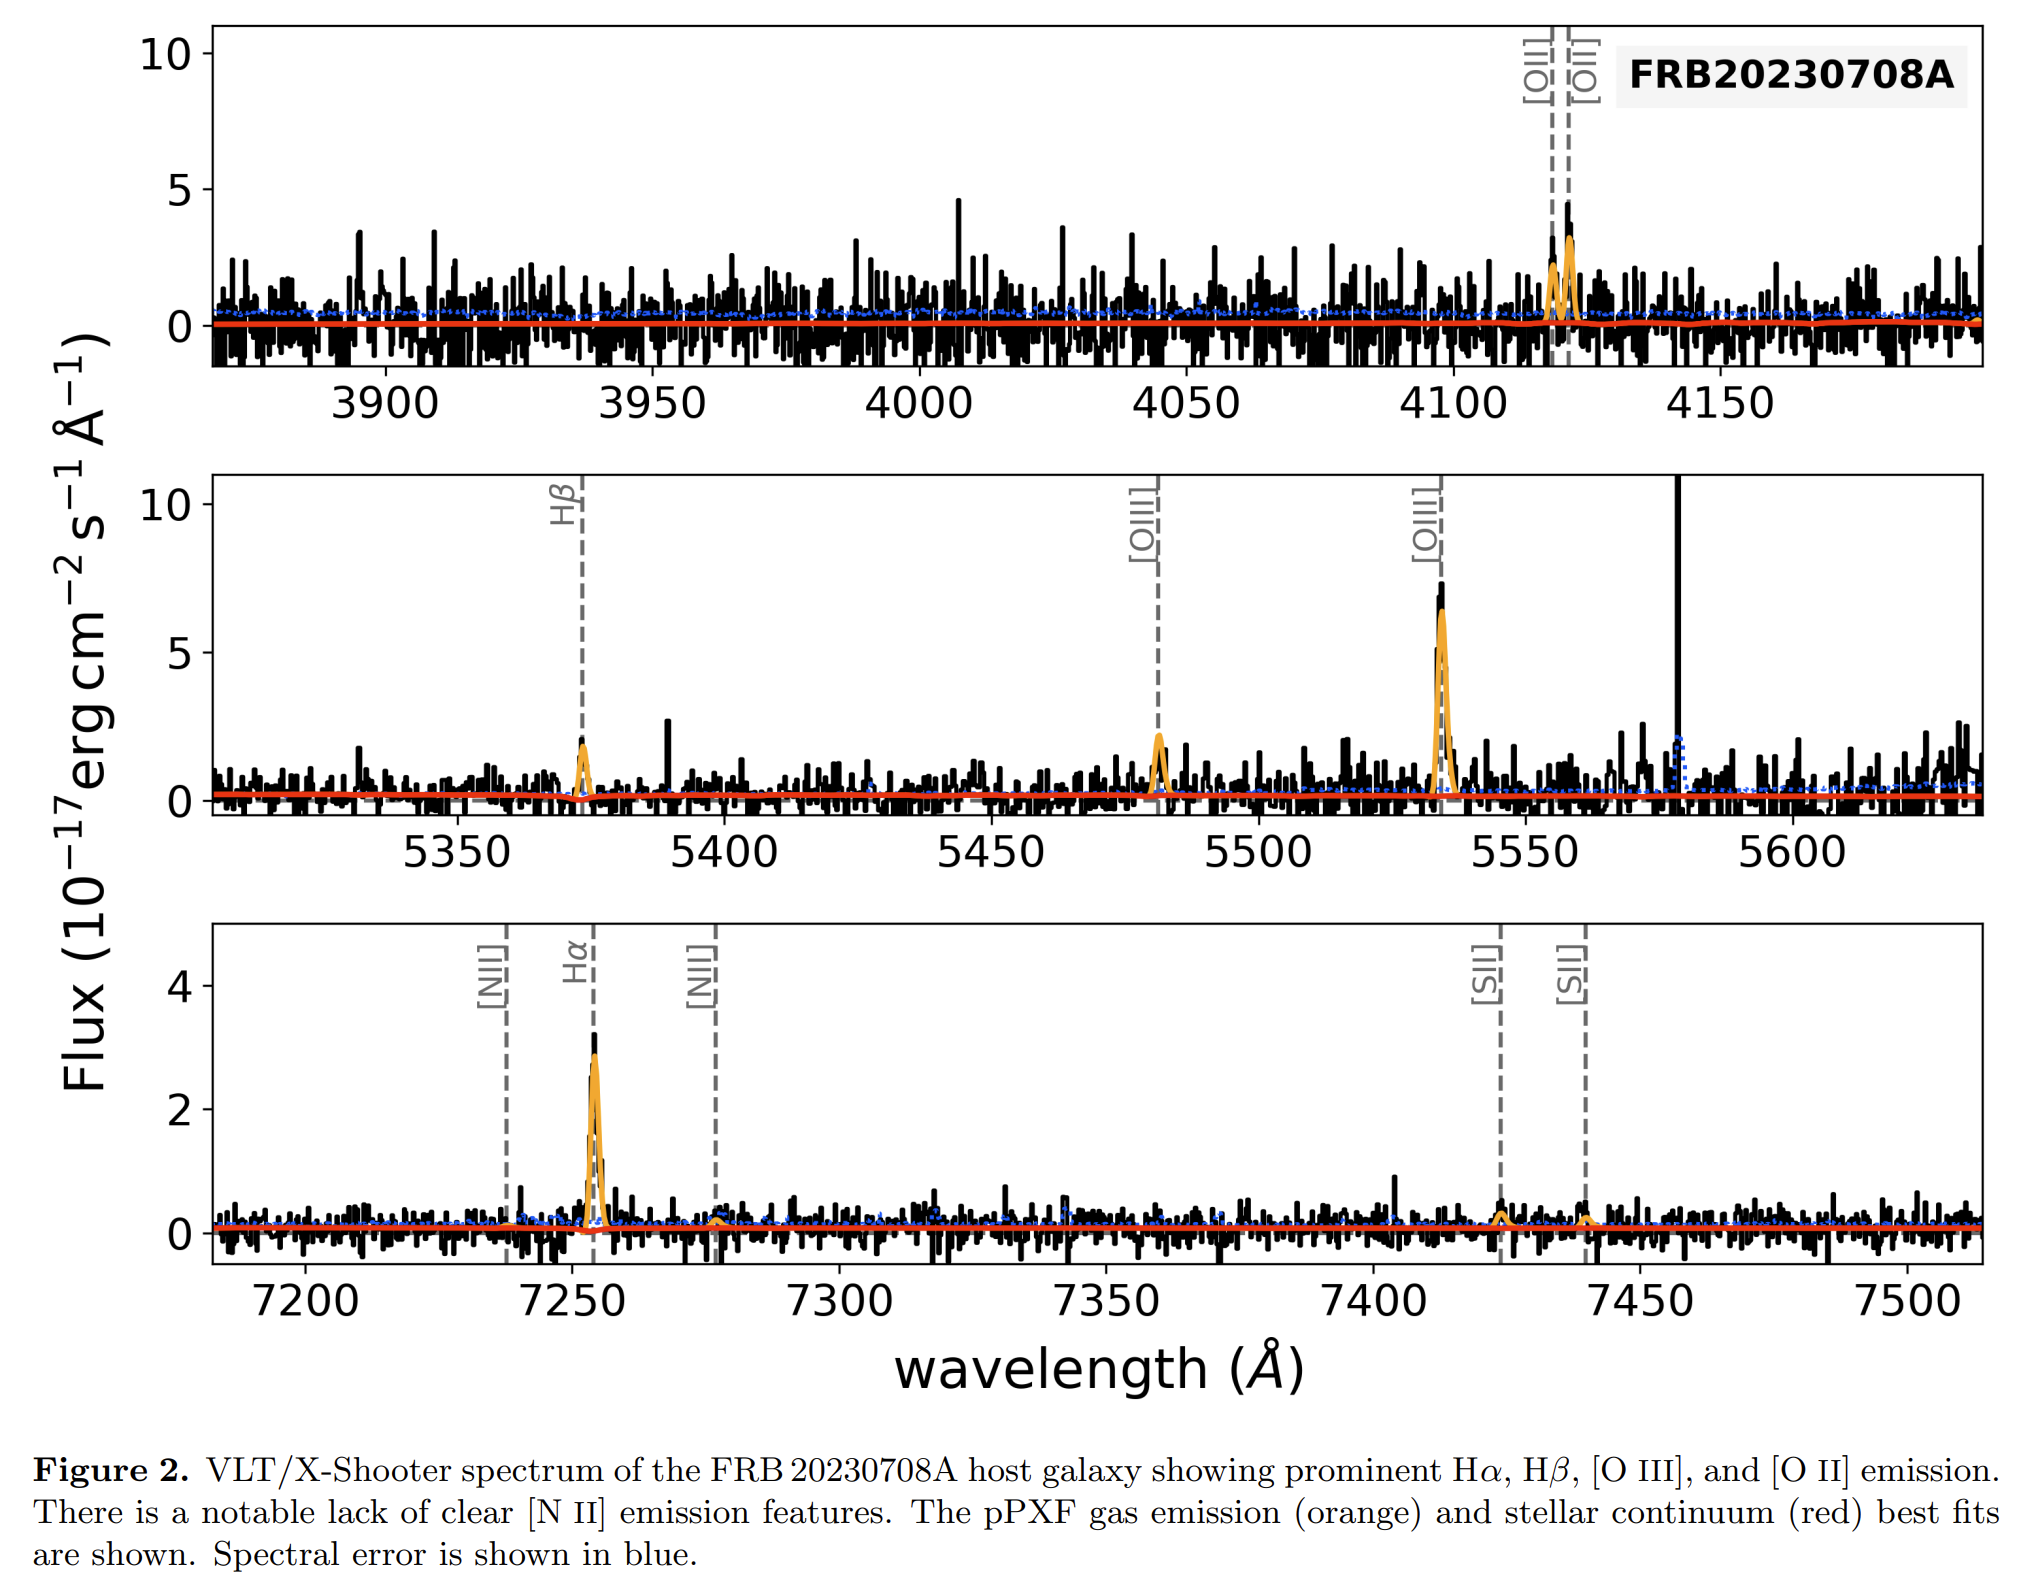 [OII]
[OII]
FRB20230708A
10
5
0
3900 3950 4000 4050 4100 4150
Hβ
[OIII]
[OIII]
10
5
0
5350 5400 5450 5500 5550 5600
[NII]
Hα
[NII]
[SII]
[SII]
4
2
0
7200 7250 7300 7350 7400 7450 7500
Flux (10⁻¹⁷ erg cm⁻² s⁻¹ Å⁻¹)
wavelength (Å)
Figure 2. VLT/X-Shooter spectrum of the FRB 20230708A host galaxy showing prominent Hα, Hβ, [O III], and [O II] emission.
There is a notable lack of clear [N II] emission features. The pPXF gas emission (orange) and stellar continuum (red) best fits
are shown. Spectral error is shown in blue.